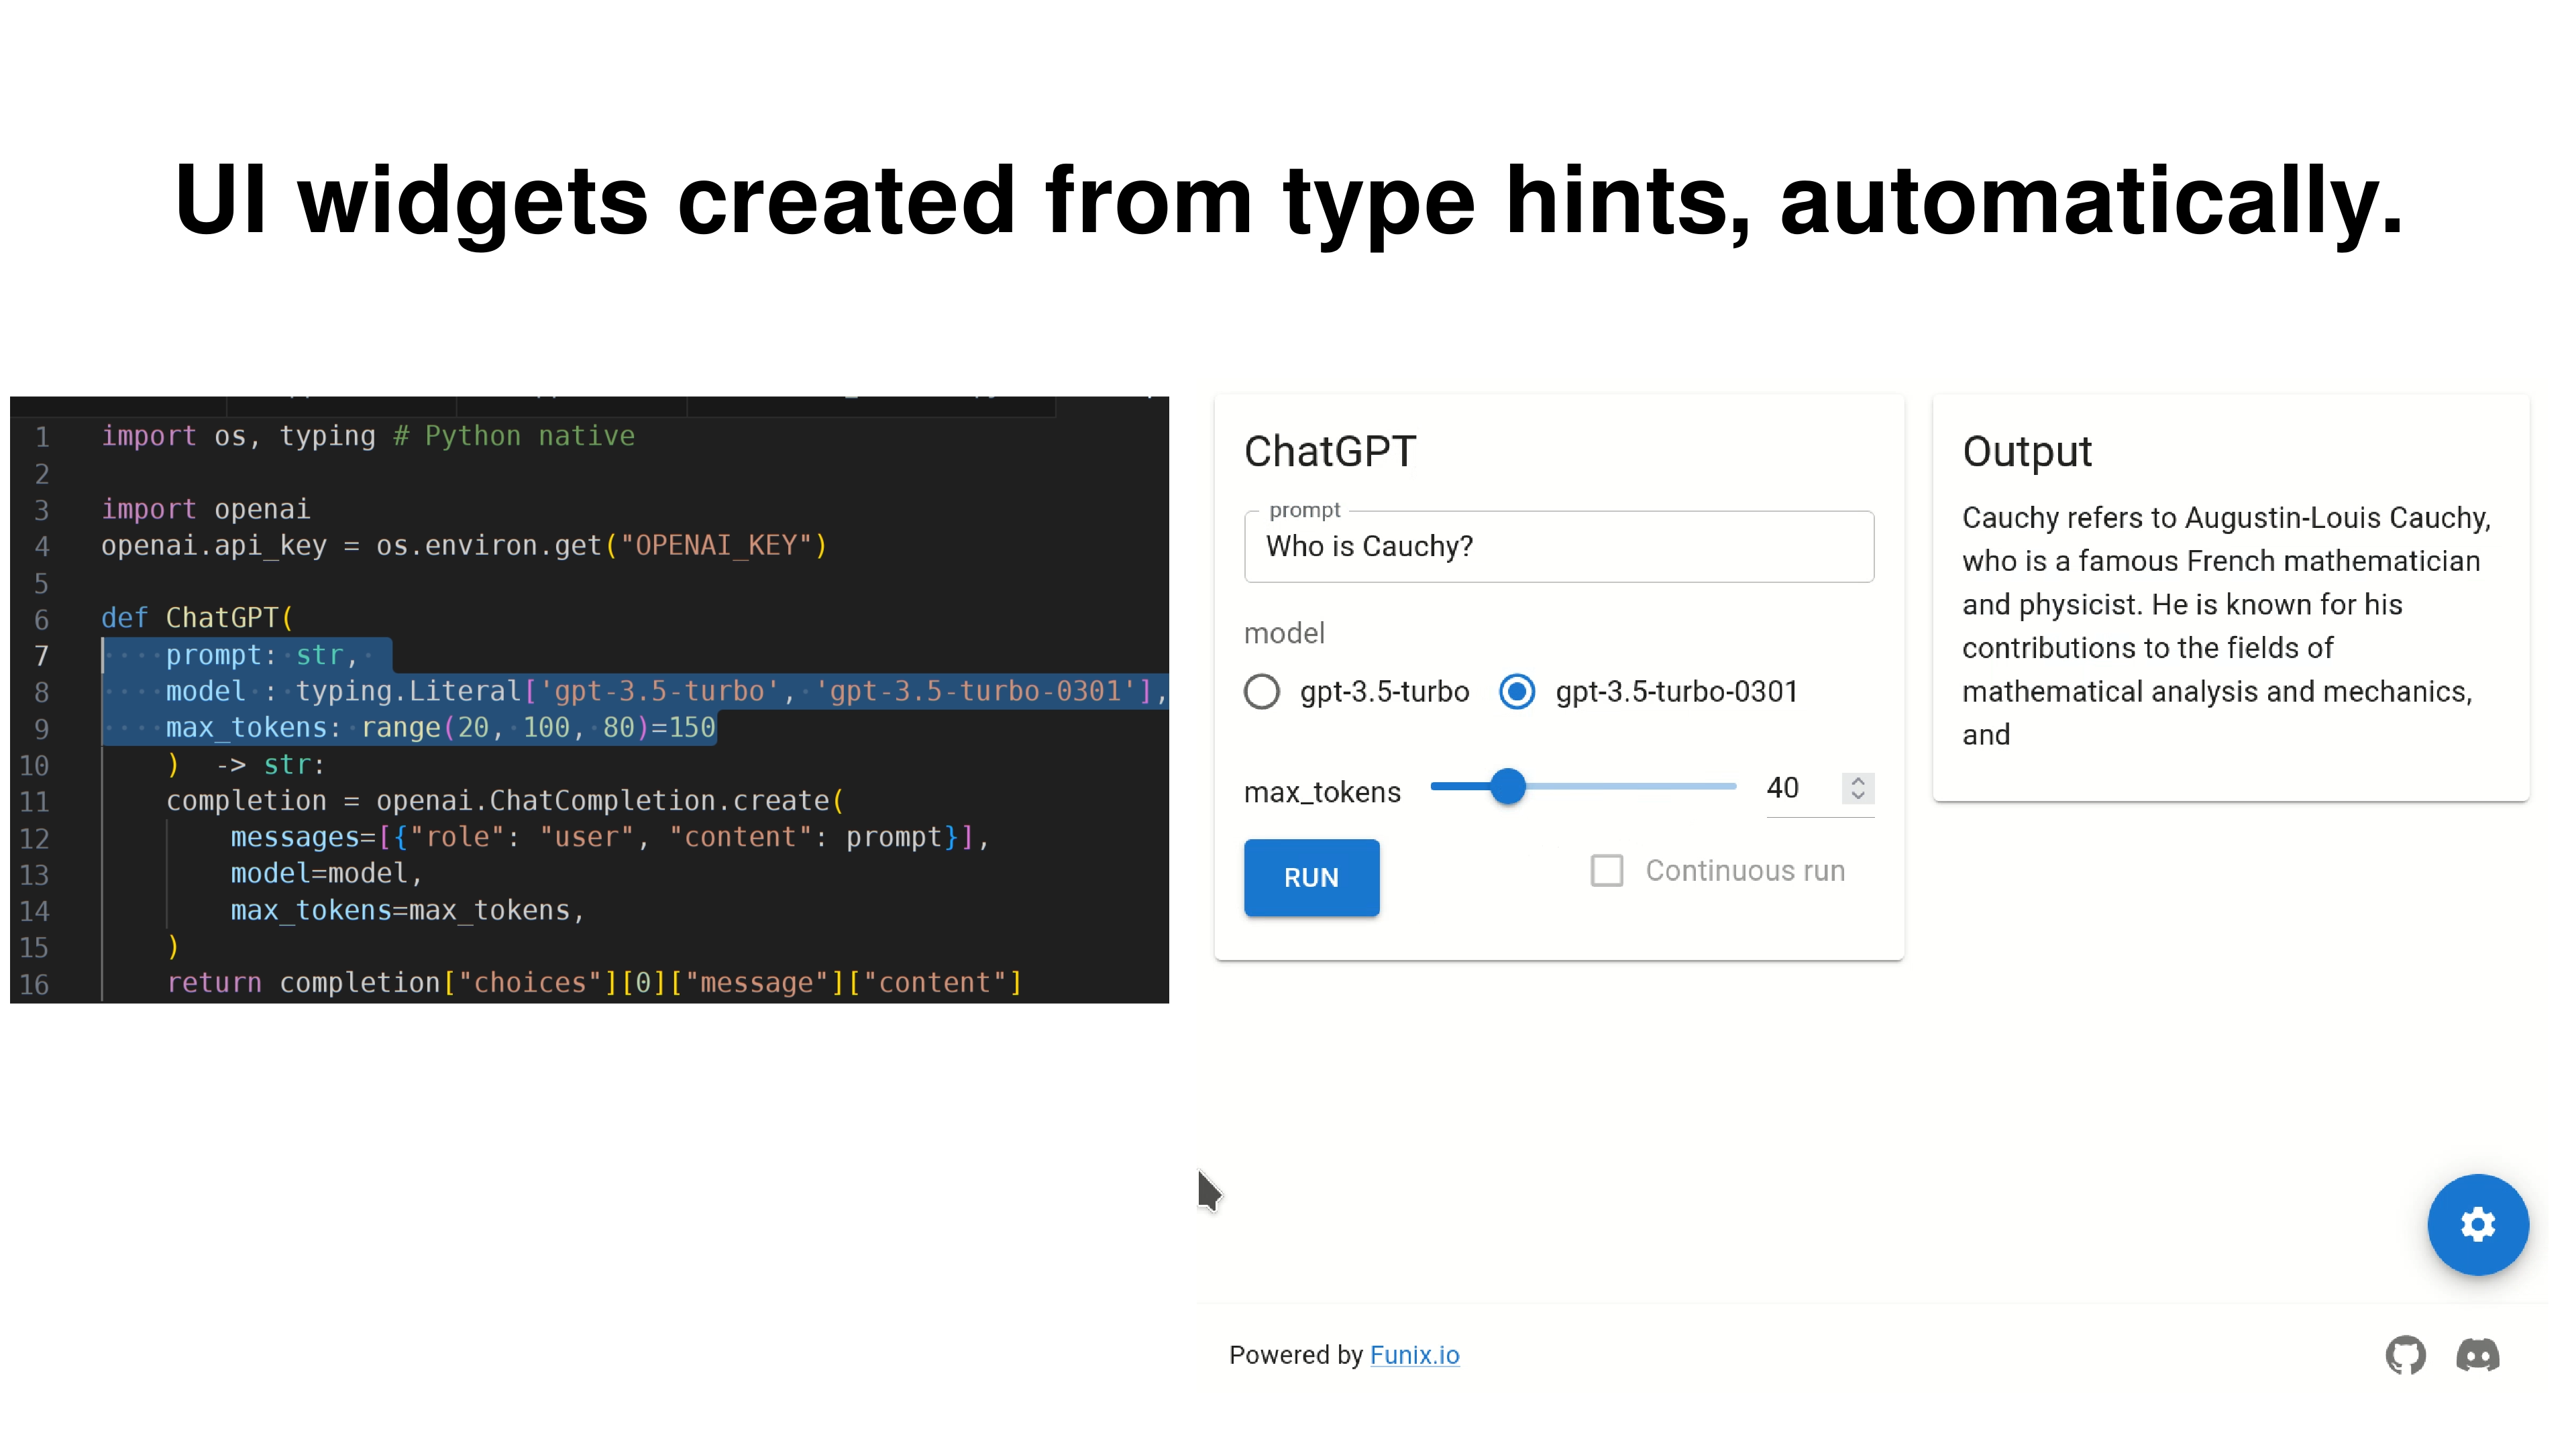 UI widgets created from type hints, automatically.
1 import os, typing # Python native
2
3 import openai
4 openai.api_key = os.environ.get("OPENAI_KEY")
5
6 def ChatGPT(
7 prompt: str,
8 model : typing.Literal['gpt-3.5-turbo', 'gpt-3.5-turbo-0301'],
9 max_tokens: range(20, 100, 80)=150
10 ) -> str:
11 completion = openai.ChatCompletion.create(
12 messages=[{"role": "user", "content": prompt}],
13 model=model,
14 max_tokens=max_tokens,
15 )
16 return completion["choices"][0]["message"]["content"]
ChatGPT
prompt
Who is Cauchy?
model
gpt-3.5-turbo gpt-3.5-turbo-0301
max_tokens 40
RUN Continuous run
Output
Cauchy refers to Augustin-Louis Cauchy,
who is a famous French mathematician
and physicist. He is known for his
contributions to the fields of
mathematical analysis and mechanics,
and
Powered by Funix.io